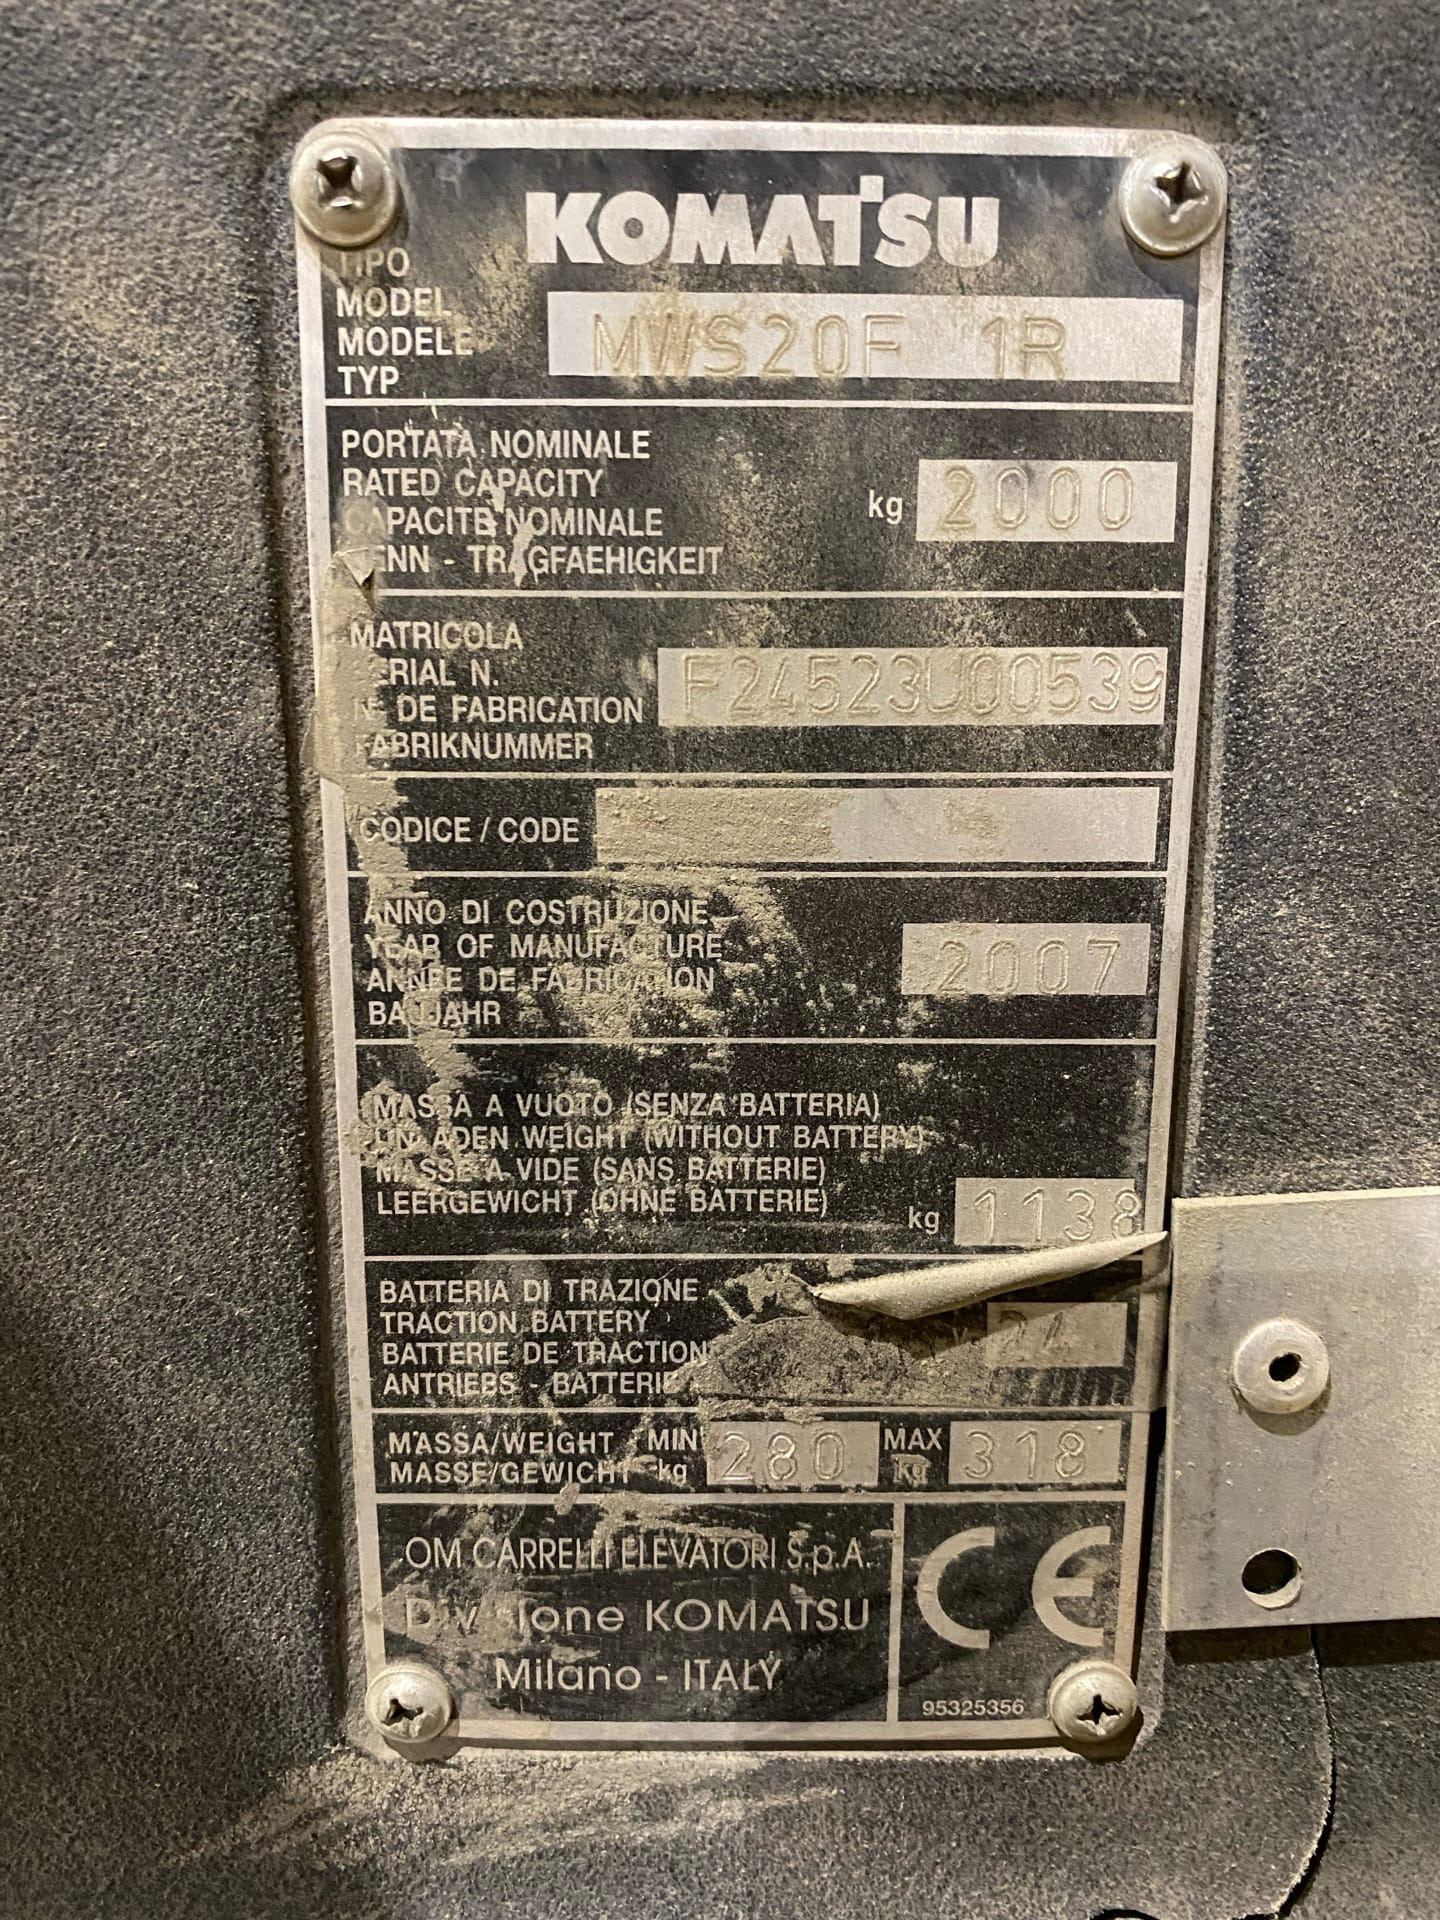 KOMATSU
TIPO
MODEL
MODELE
TYP
MWS20F 1R
PORTATA NOMINALE
RATED CAPACITY
CAPACITE NOMINALE
NENN - TRAGFAEHIGKEIT
kg 2000
MATRICOLA
SERIAL N.
N. DE FABRICATION
FABRIKNUMMER
F24523U00539
CODICE / CODE
ANNO DI COSTRUZIONE
YEAR OF MANUFACTURE
ANNEE DE FABRICATION
BAUJAHR
2007
MASSA A VUOTO (SENZA BATTERIA)
UNLADEN WEIGHT (WITHOUT BATTERY)
MASSE A VIDE (SANS BATTERIE)
LEERGEWICHT (OHNE BATTERIE)
kg 1138
BATTERIA DI TRAZIONE
TRACTION BATTERY
BATTERIE DE TRACTION
ANTRIEBS - BATTERIE
V 24
MASSA/WEIGHT MIN 280 MAX 318
MASSE/GEWICHT kg kg
OM CARRELLI ELEVATORI S.p.A.
Divisione KOMATSU
Milano - ITALY
CE
95325356